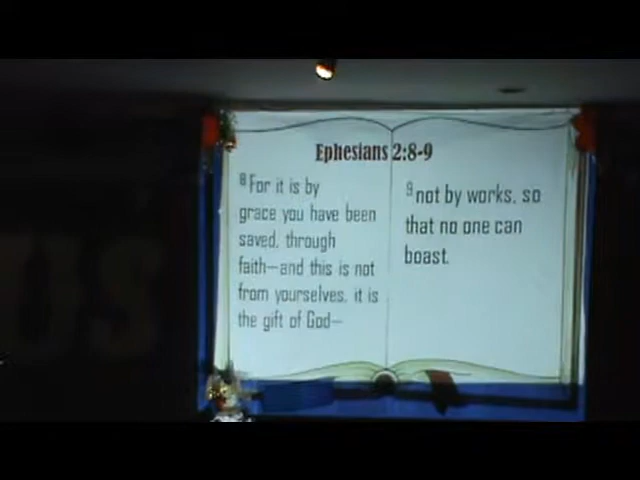 Ephesians 2:8-9
8 For it is by
grace you have been
saved, through
faith—and this is not
from yourselves, it is
the gift of God—
9 not by works, so
that no one can
boast.
US